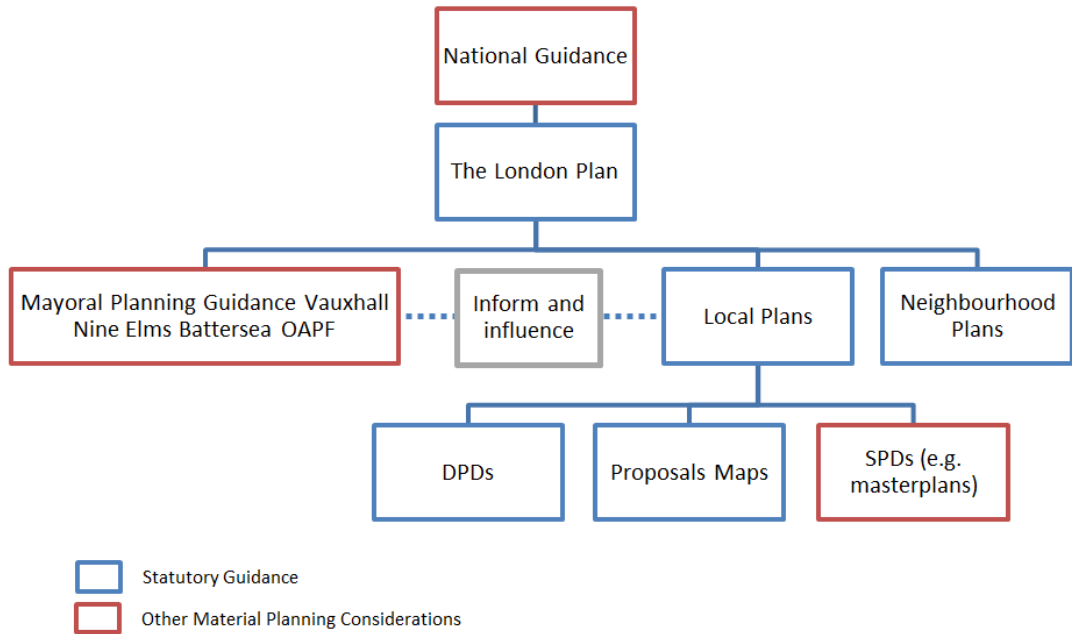 National Guidance
The London Plan
Mayoral Planning Guidance Vauxhall
Nine Elms Battersea OAPF
Inform and
influence
Local Plans
Neighbourhood
Plans
DPDs
Proposals Maps
SPDs (e.g.
masterplans)
Statutory Guidance
Other Material Planning Considerations